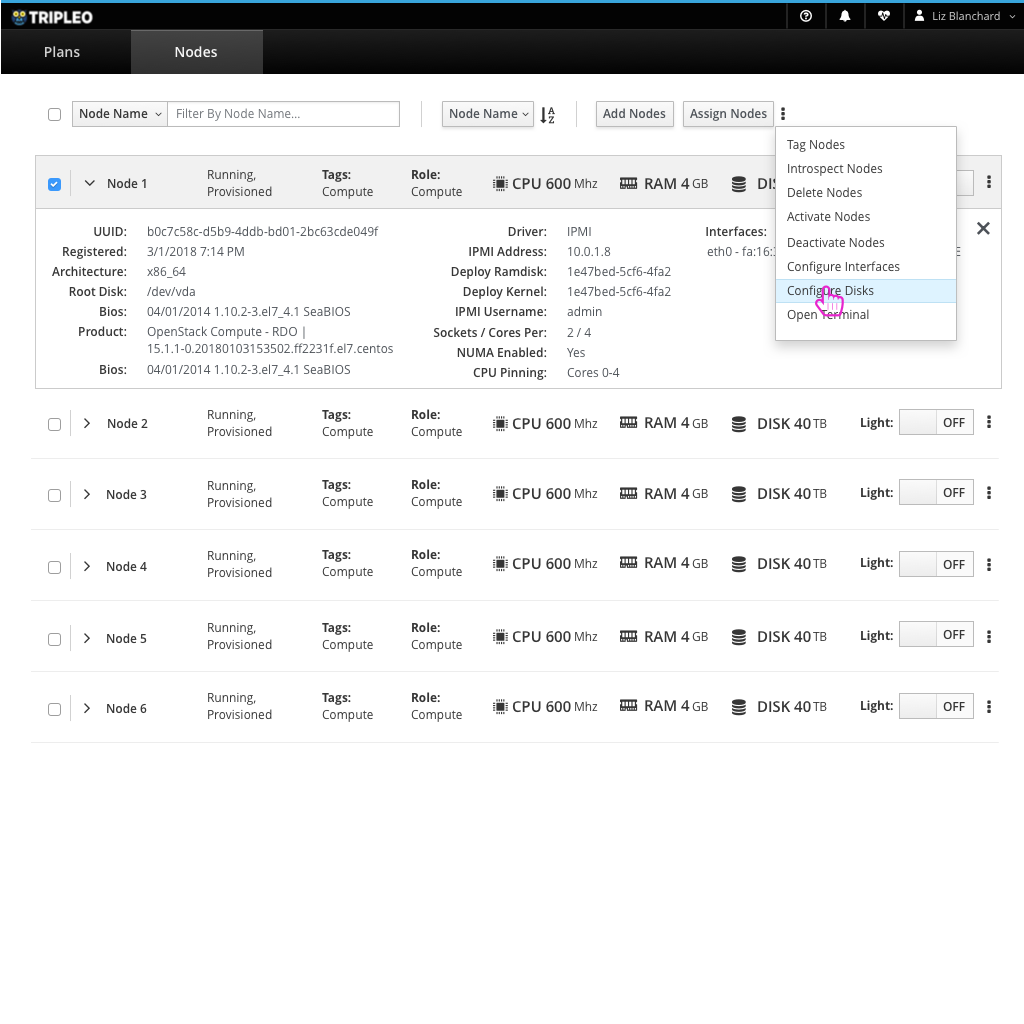 TRIPLEO
Liz Blanchard
Plans
Nodes
Node Name
Filter By Node Name...
Node Name
A
Z
Add Nodes
Assign Nodes
Tag Nodes
Introspect Nodes
Delete Nodes
Activate Nodes
Deactivate Nodes
Configure Interfaces
Configure Disks
Open Terminal
Node 1
Running,
Provisioned
Tags:
Compute
Role:
Compute
CPU 600 Mhz
RAM 4 GB
UUID: b0c7c58c-d5b9-4ddb-bd01-2bc63cde049f
Registered: 3/1/2018 7:14 PM
Architecture: x86_64
Root Disk: /dev/vda
Bios: 04/01/2014 1.10.2-3.el7_4.1 SeaBIOS
Product: OpenStack Compute - RDO |
15.1.1-0.20180103153502.ff2231f.el7.centos
Bios: 04/01/2014 1.10.2-3.el7_4.1 SeaBIOS
Driver: IPMI
IPMI Address: 10.0.1.8
Deploy Ramdisk: 1e47bed-5cf6-4fa2
Deploy Kernel: 1e47bed-5cf6-4fa2
IPMI Username: admin
Sockets / Cores Per: 2 / 4
NUMA Enabled: Yes
CPU Pinning: Cores 0-4
Interfaces:
eth0 - fa:16:
Node 2
Running,
Provisioned
Tags:
Compute
Role:
Compute
CPU 600 Mhz
RAM 4 GB
DISK 40 TB
Light: OFF
Node 3
Running,
Provisioned
Tags:
Compute
Role:
Compute
CPU 600 Mhz
RAM 4 GB
DISK 40 TB
Light: OFF
Node 4
Running,
Provisioned
Tags:
Compute
Role:
Compute
CPU 600 Mhz
RAM 4 GB
DISK 40 TB
Light: OFF
Node 5
Running,
Provisioned
Tags:
Compute
Role:
Compute
CPU 600 Mhz
RAM 4 GB
DISK 40 TB
Light: OFF
Node 6
Running,
Provisioned
Tags:
Compute
Role:
Compute
CPU 600 Mhz
RAM 4 GB
DISK 40 TB
Light: OFF